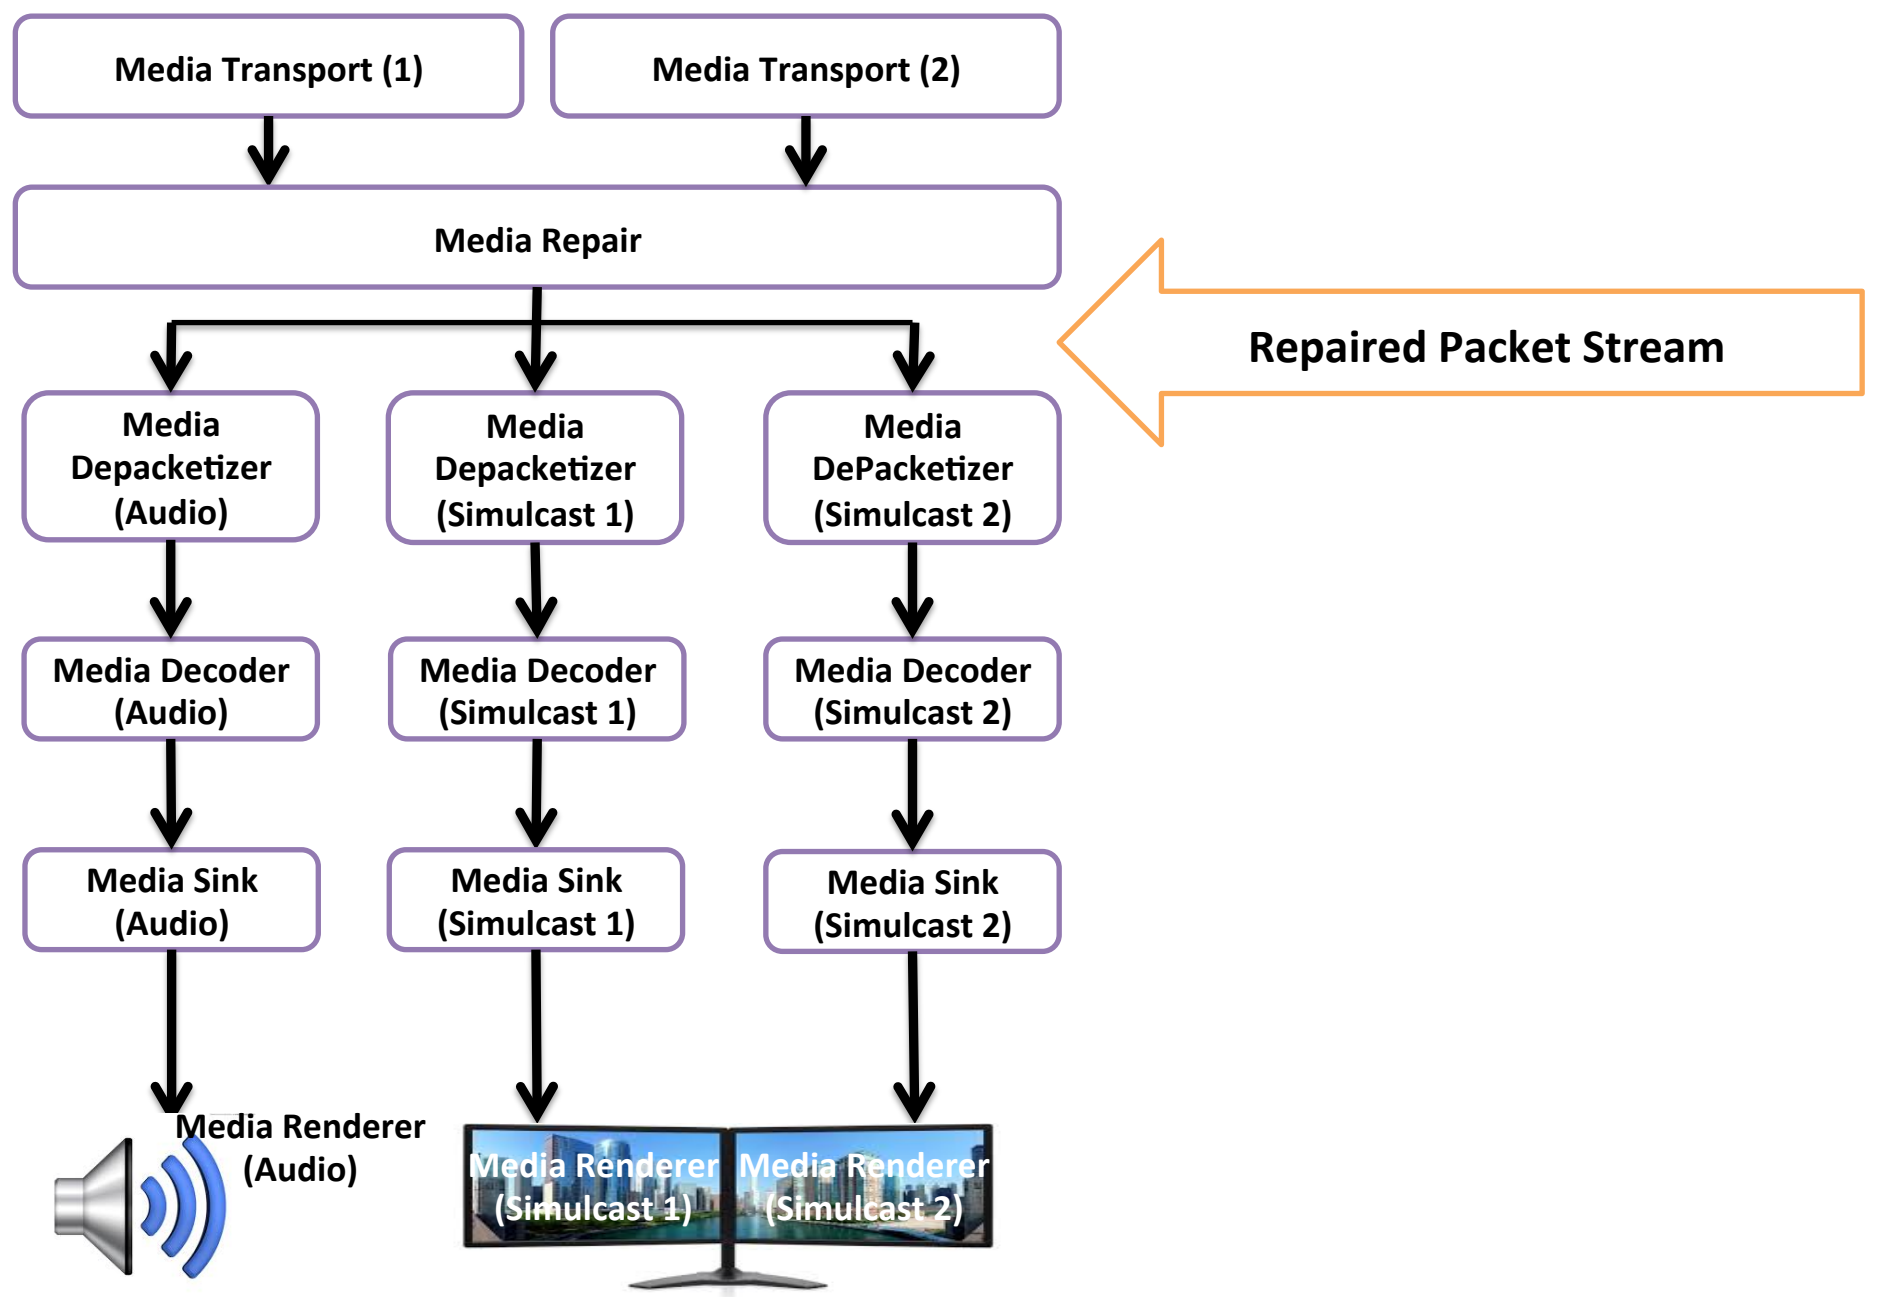 Media Transport (1)
Media Transport (2)
Media Repair
Repaired Packet Stream
Media
Depacketizer
(Audio)
Media
Depacketizer
(Simulcast 1)
Media
DePacketizer
(Simulcast 2)
Media Decoder
(Audio)
Media Decoder
(Simulcast 1)
Media Decoder
(Simulcast 2)
Media Sink
(Audio)
Media Sink
(Simulcast 1)
Media Sink
(Simulcast 2)
Media Renderer
(Audio)
Media Renderer
(Simulcast 1)
Media Renderer
(Simulcast 2)